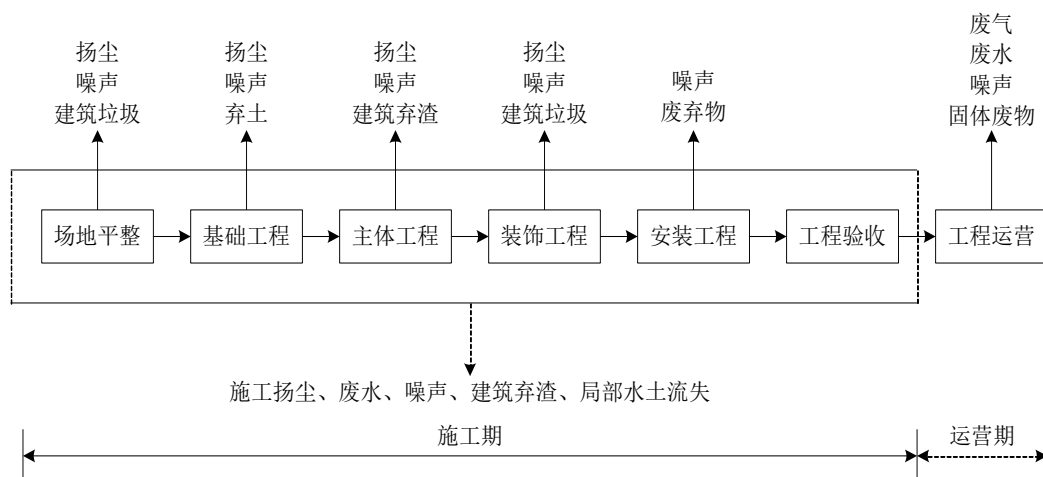 扬尘
噪声
建筑垃圾
扬尘
噪声
弃土
扬尘
噪声
建筑弃渣
扬尘
噪声
建筑垃圾
噪声
废弃物
废气
废水
噪声
固体废物
场地平整
基础工程
主体工程
装饰工程
安装工程
工程验收
工程运营
施工扬尘、废水、噪声、建筑弃渣、局部水土流失
施工期
运营期